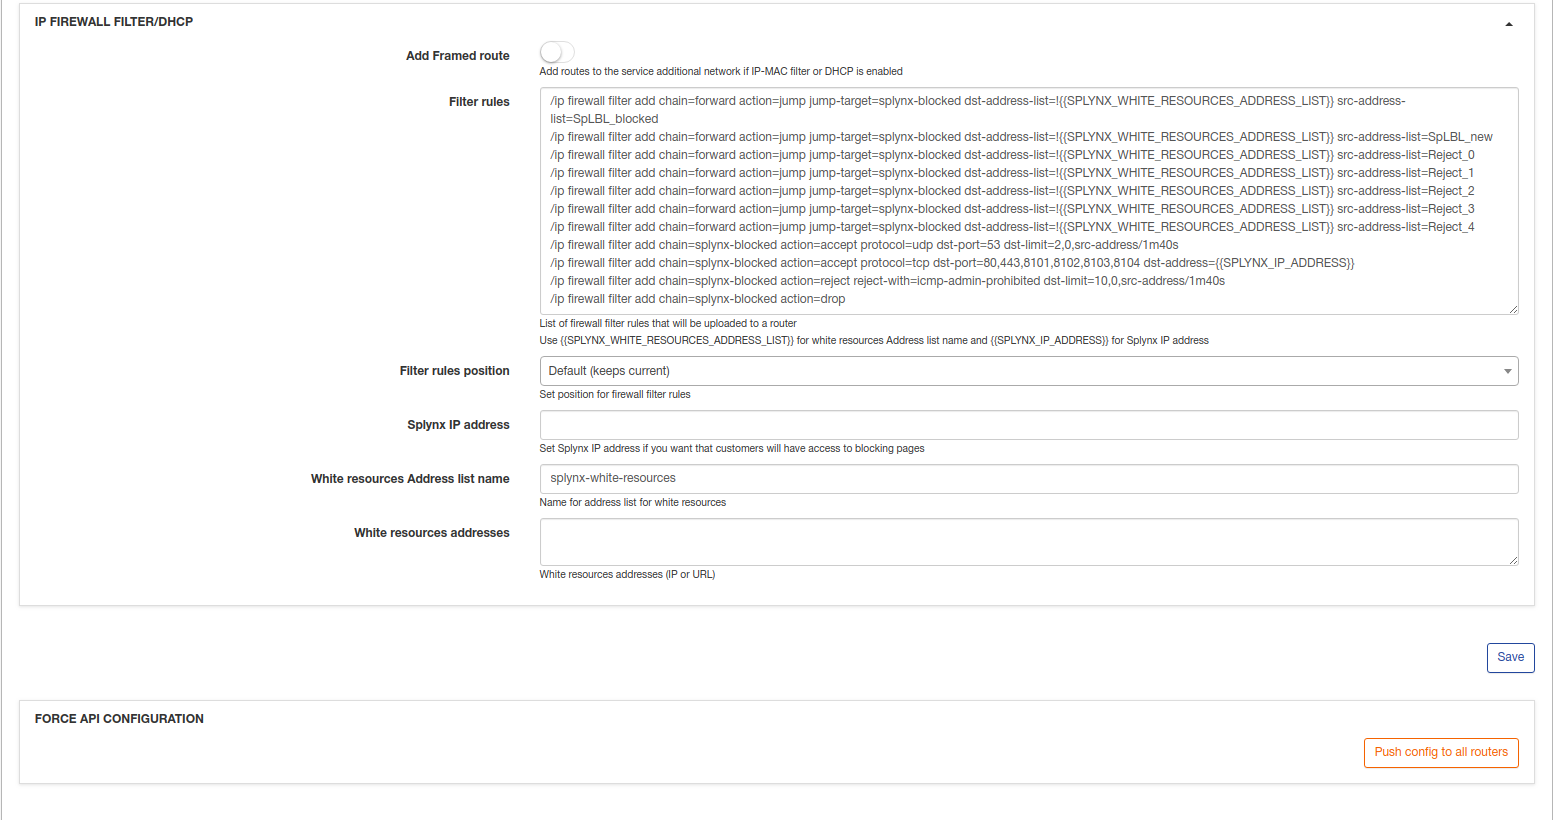 IP FIREWALL FILTER/DHCP
Add Framed route
Add routes to the service additional network if IP-MAC filter or DHCP is enabled
Filter rules
/ip firewall filter add chain=forward action=jump jump-target=splynx-blocked dst-address-list=!{{SPLYNX_WHITE_RESOURCES_ADDRESS_LIST}} src-address-
list=SpLBL_blocked
/ip firewall filter add chain=forward action=jump jump-target=splynx-blocked dst-address-list=!{{SPLYNX_WHITE_RESOURCES_ADDRESS_LIST}} src-address-list=SpLBL_new
/ip firewall filter add chain=forward action=jump jump-target=splynx-blocked dst-address-list=!{{SPLYNX_WHITE_RESOURCES_ADDRESS_LIST}} src-address-list=Reject_0
/ip firewall filter add chain=forward action=jump jump-target=splynx-blocked dst-address-list=!{{SPLYNX_WHITE_RESOURCES_ADDRESS_LIST}} src-address-list=Reject_1
/ip firewall filter add chain=forward action=jump jump-target=splynx-blocked dst-address-list=!{{SPLYNX_WHITE_RESOURCES_ADDRESS_LIST}} src-address-list=Reject_2
/ip firewall filter add chain=forward action=jump jump-target=splynx-blocked dst-address-list=!{{SPLYNX_WHITE_RESOURCES_ADDRESS_LIST}} src-address-list=Reject_3
/ip firewall filter add chain=forward action=jump jump-target=splynx-blocked dst-address-list=!{{SPLYNX_WHITE_RESOURCES_ADDRESS_LIST}} src-address-list=Reject_4
/ip firewall filter add chain=splynx-blocked action=accept protocol=udp dst-port=53 dst-limit=2,0,src-address/1m40s
/ip firewall filter add chain=splynx-blocked action=accept protocol=tcp dst-port=80,443,8101,8102,8103,8104 dst-address={{SPLYNX_IP_ADDRESS}}
/ip firewall filter add chain=splynx-blocked action=reject reject-with=icmp-admin-prohibited dst-limit=10,0,src-address/1m40s
/ip firewall filter add chain=splynx-blocked action=drop
List of firewall filter rules that will be uploaded to a router
Use {{SPLYNX_WHITE_RESOURCES_ADDRESS_LIST}} for white resources Address list name and {{SPLYNX_IP_ADDRESS}} for Splynx IP address
Filter rules position
Default (keeps current)
Set position for firewall filter rules
Splynx IP address
Set Splynx IP address if you want that customers will have access to blocking pages
White resources Address list name
splynx-white-resources
Name for address list for white resources
White resources addresses
White resources addresses (IP or URL)
Save
FORCE API CONFIGURATION
Push config to all routers